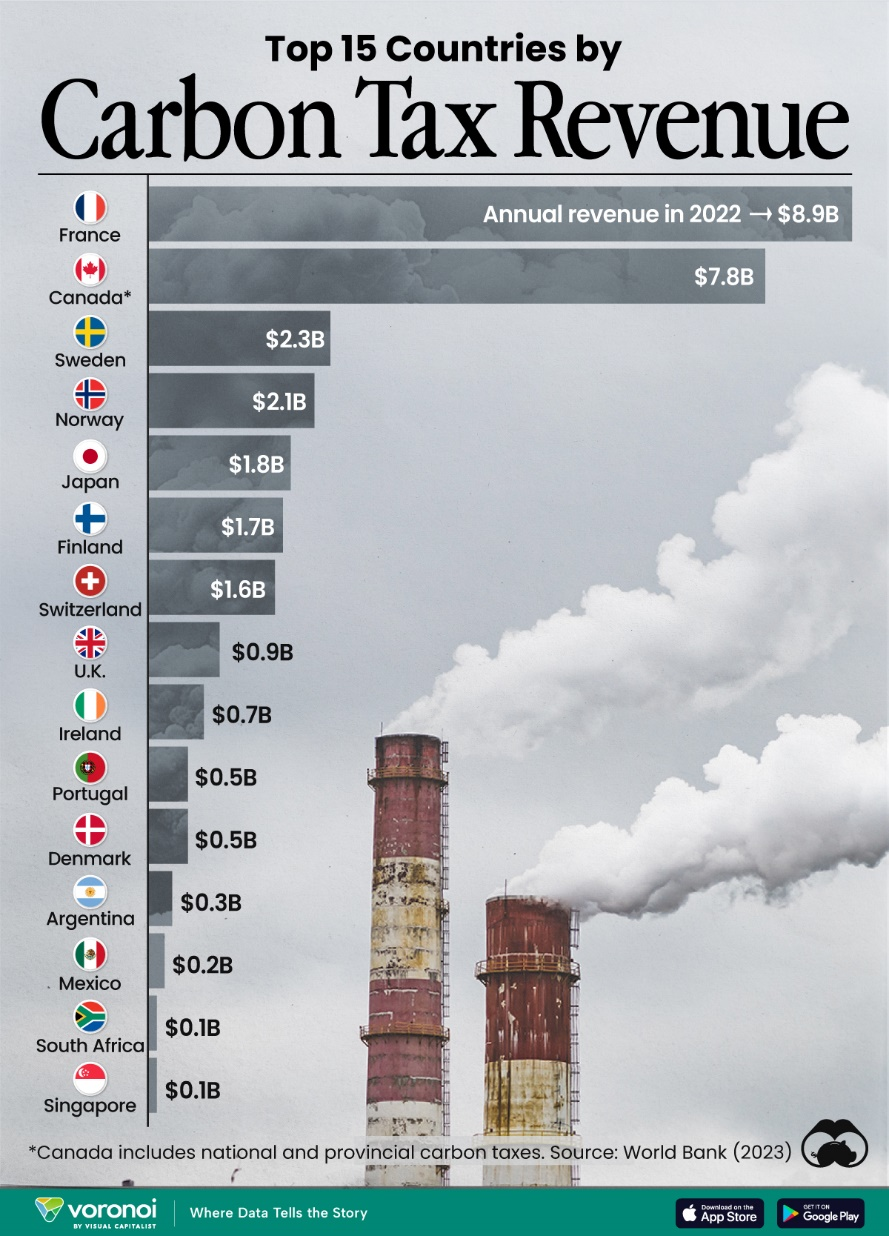 Top 15 Countries by
Carbon Tax Revenue
France
Annual revenue in 2022 → $8.9B
Canada*
$7.8B
Sweden
$2.3B
Norway
$2.1B
Japan
$1.8B
Finland
$1.7B
Switzerland
$1.6B
U.K.
$0.9B
Ireland
$0.7B
Portugal
$0.5B
Denmark
$0.5B
Argentina
$0.3B
Mexico
$0.2B
South Africa
$0.1B
Singapore
$0.1B
*Canada includes national and provincial carbon taxes. Source: World Bank (2023)
voronoi
BY VISUAL CAPITALIST
Where Data Tells the Story
Download on the
App Store
GET IT ON
Google Play